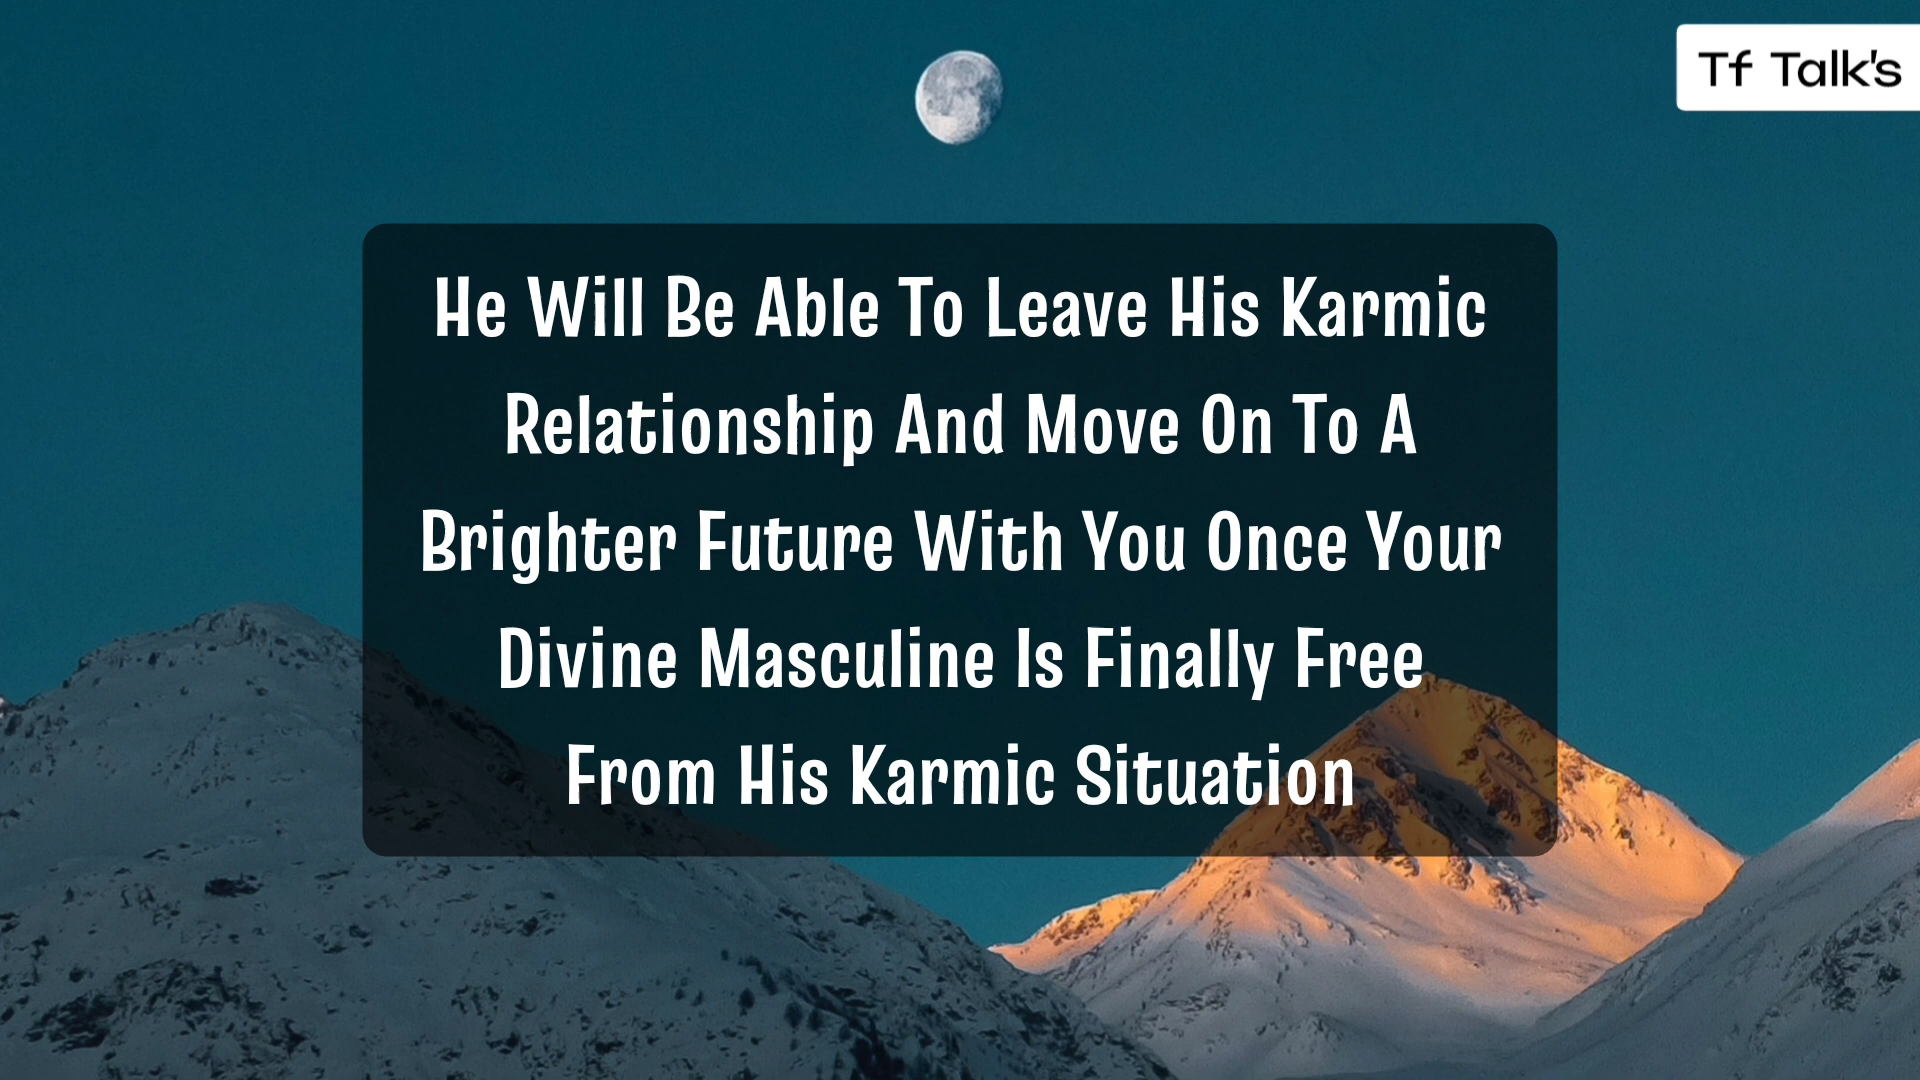 Tf Talk's
He Will Be Able To Leave His Karmic
Relationship And Move On To A
Brighter Future With You Once Your
Divine Masculine Is Finally Free
From His Karmic Situation